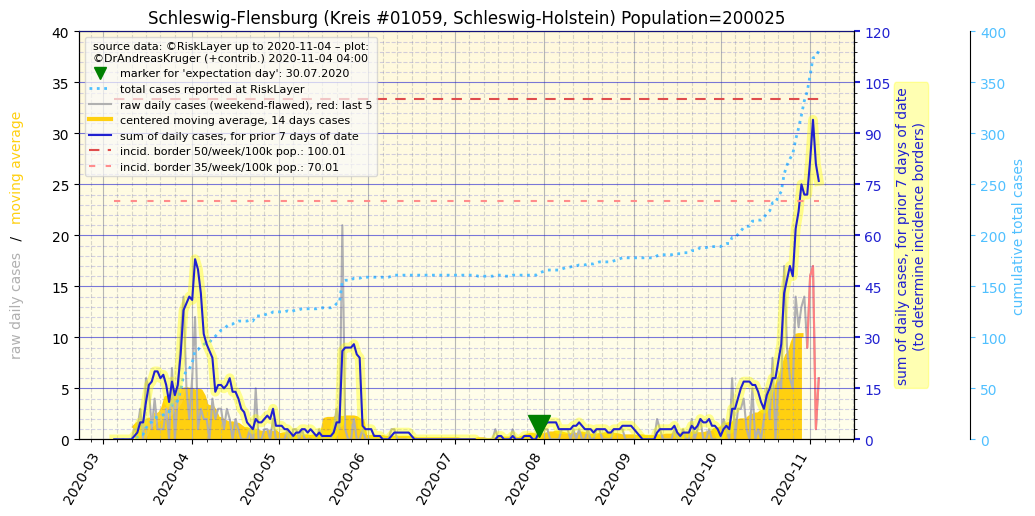 Schleswig-Flensburg (Kreis #01059, Schleswig-Holstein) Population=200025
source data: ©RiskLayer up to 2020-11-04 – plot:
©DrAndreasKruger (+contrib.) 2020-11-04 04:00
marker for 'expectation day': 30.07.2020
total cases reported at RiskLayer
raw daily cases (weekend-flawed), red: last 5
centered moving average, 14 days cases
sum of daily cases, for prior 7 days of date
incid. border 50/week/100k pop.: 100.01
incid. border 35/week/100k pop.: 70.01
raw daily cases / moving average
40
35
30
25
20
15
10
5
0
2020-03
2020-04
2020-05
2020-06
2020-07
2020-08
2020-09
2020-10
2020-11
120
105
90
75
60
45
30
15
0
sum of daily cases, for prior 7 days of date
(to determine incidence borders)
400
350
300
250
200
150
100
50
0
cumulative total cases